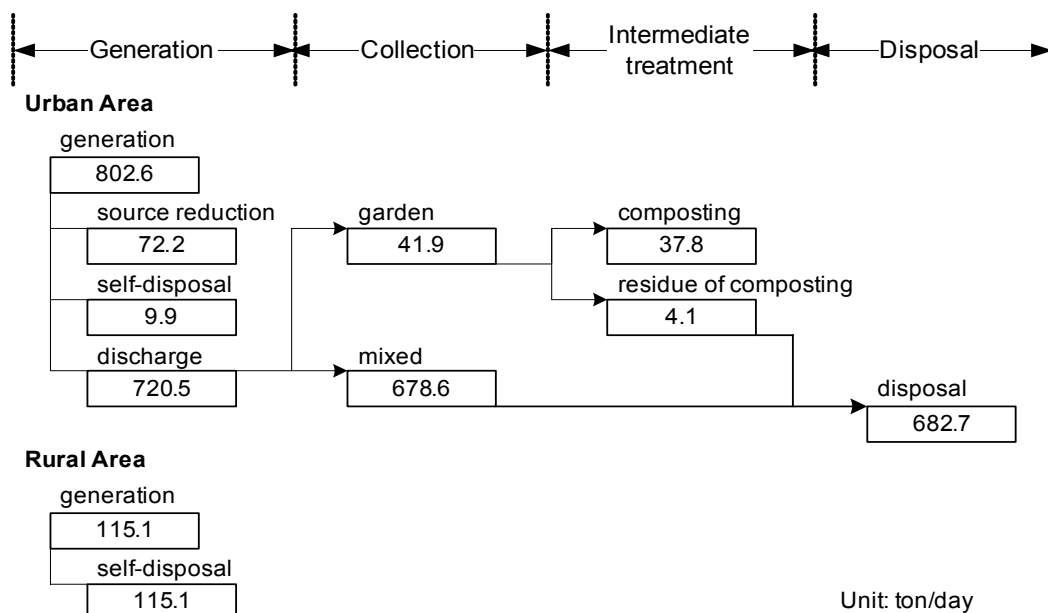 Generation
Collection
Intermediate
treatment
Disposal
Urban Area
generation
802.6
source reduction
garden
composting
72.2
41.9
37.8
self-disposal
residue of composting
9.9
4.1
discharge
mixed
720.5
678.6
disposal
682.7
Rural Area
generation
115.1
self-disposal
115.1
Unit: ton/day